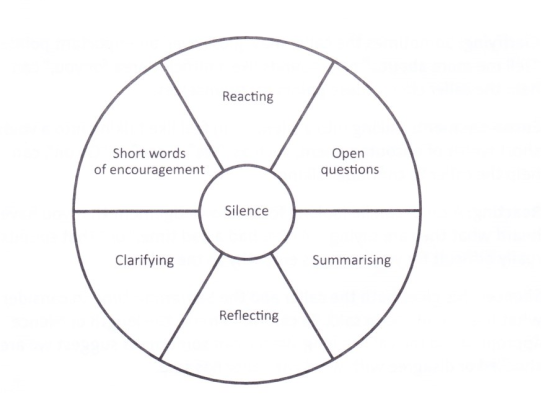 Reacting
Short words
of encouragement
Open
questions
Silence
Clarifying
Summarising
Reflecting